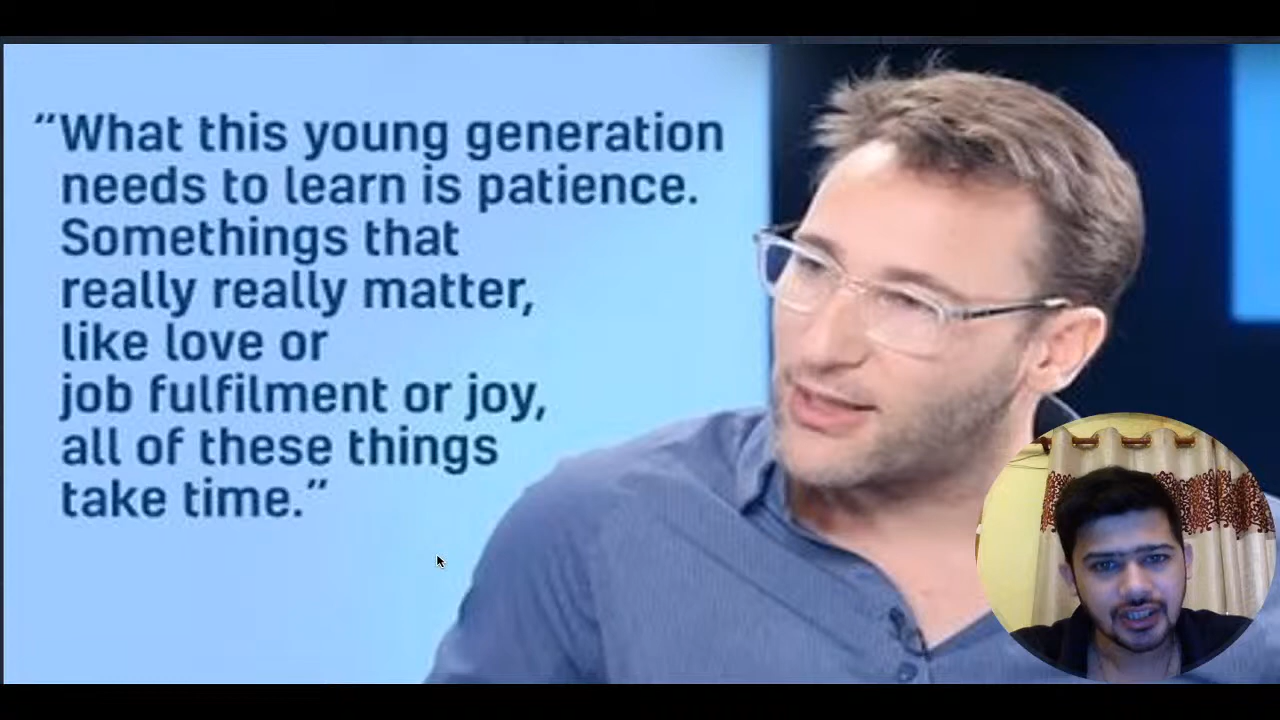 “What this young generation
needs to learn is patience.
Somethings that
really really matter,
like love or
job fulfilment or joy,
all of these things
take time.”